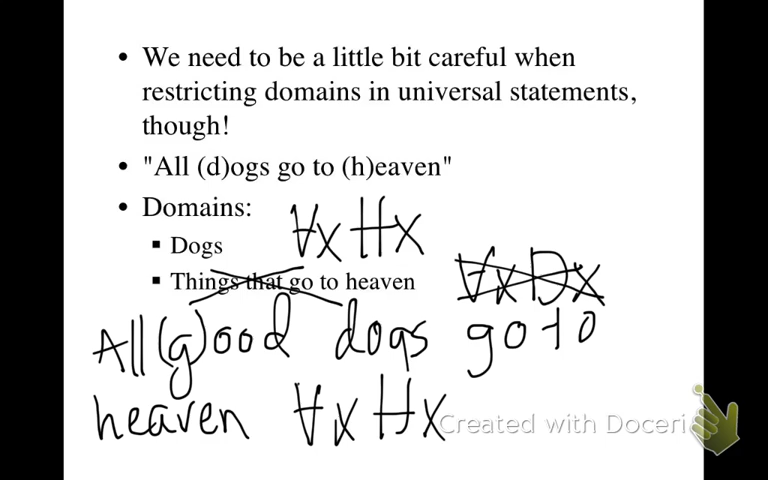 • We need to be a little bit careful when
restricting domains in universal statements,
though!
• "All (d)ogs go to (h)eaven"
• Domains:
∀x Hx
▪ Dogs
▪ Things that go to heaven
∀x Dx
All (g)ood dogs go to
heaven ∀x Hx
Created with Doceri